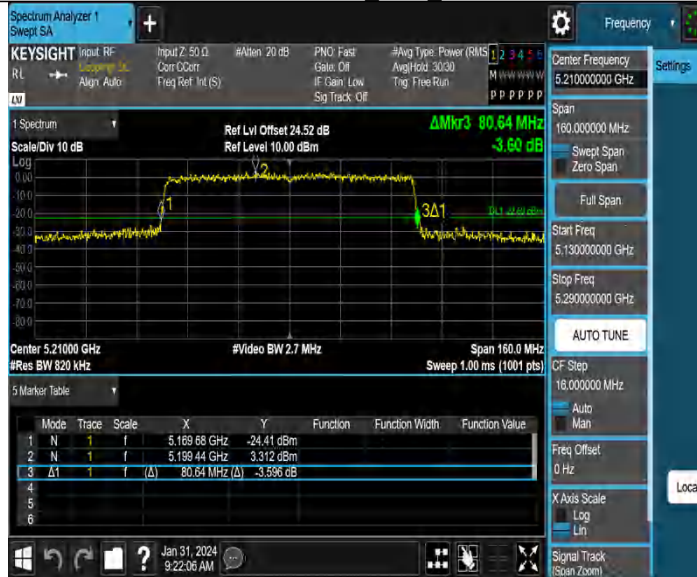 Spectrum Analyzer 1
Swept SA
+
Frequency
KEYSIGHT
Input: RF
Input Z: 50 Ω
#Atten: 20 dB
PNO: Fast
#Avg Type: Power (RMS
1 2 3 4 5 6
RL
Align: Auto
Corr CCorr
Freq Ref: Int (S)
Gate: Off
IF Gain: Low
Sig Track: Off
Avg|Hold: 30/30
Trig: Free Run
M W W W W W
P P P P P P
Center Frequency
5.210000000 GHz
Settings
Span
160.000000 MHz
Swept Span
Zero Span
Full Span
Start Freq
5.130000000 GHz
Stop Freq
5.290000000 GHz
AUTO TUNE
CF Step
16.000000 MHz
Auto
Man
Freq Offset
0 Hz
X Axis Scale
Log
Lin
Signal Track
(Span Zoom)
Loca
1 Spectrum
Scale/Div 10 dB
Ref Lvl Offset 24.52 dB
Ref Level 10.00 dBm
ΔMkr3 80.64 MHz
-3.60 dB
Log
0.00
-10.0
-20.0
-30.0
-40.0
-50.0
-60.0
-70.0
-80.0
1
2
3Δ1
Center 5.21000 GHz
#Res BW 820 kHz
#Video BW 2.7 MHz
Span 160.0 MHz
Sweep 1.00 ms (1001 pts)
5 Marker Table
Mode Trace Scale X Y Function Function Width Function Value
1 N 1 f 5.169 68 GHz -24.41 dBm
2 N 1 f 5.199 44 GHz 3.312 dBm
3 Δ1 1 f (Δ) 80.64 MHz (Δ) -3.596 dB
4
5
6
?
Jan 31, 2024
9:22:06 AM